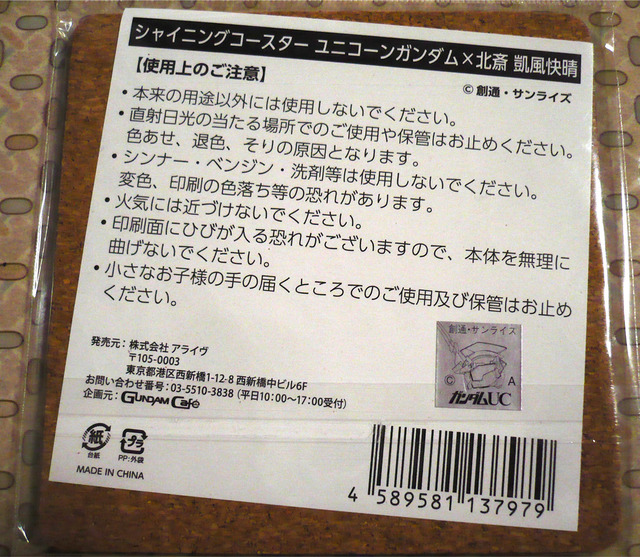 シャイニングコースター ユニコーンガンダム×北斎 凱風快晴
© 創通・サンライズ
【使用上のご注意】
・本来の用途以外には使用しないでください。
・直射日光の当たる場所でのご使用や保管はお止めください。
色あせ、退色、そりの原因となります。
・シンナー・ベンジン・洗剤等は使用しないでください。
変色、印刷の色落ち等の恐れがあります。
・火気には近づけないでください。
・印刷面にひびが入る恐れがございますので、本体を無理に
曲げないでください。
・小さなお子様の手の届くところでのご使用及び保管はお止め
ください。
発売元：株式会社 アライヴ
〒105-0003
東京都港区西新橋1-12-8 西新橋中ビル6F
お問い合わせ番号：03-5510-3838（平日10：00〜17：00受付）
企画元：GUNDAM Café
創通・サンライズ
© A
ガンダムUC
紙
台紙
プラ
PP：外袋
MADE IN CHINA
4 589581 137979